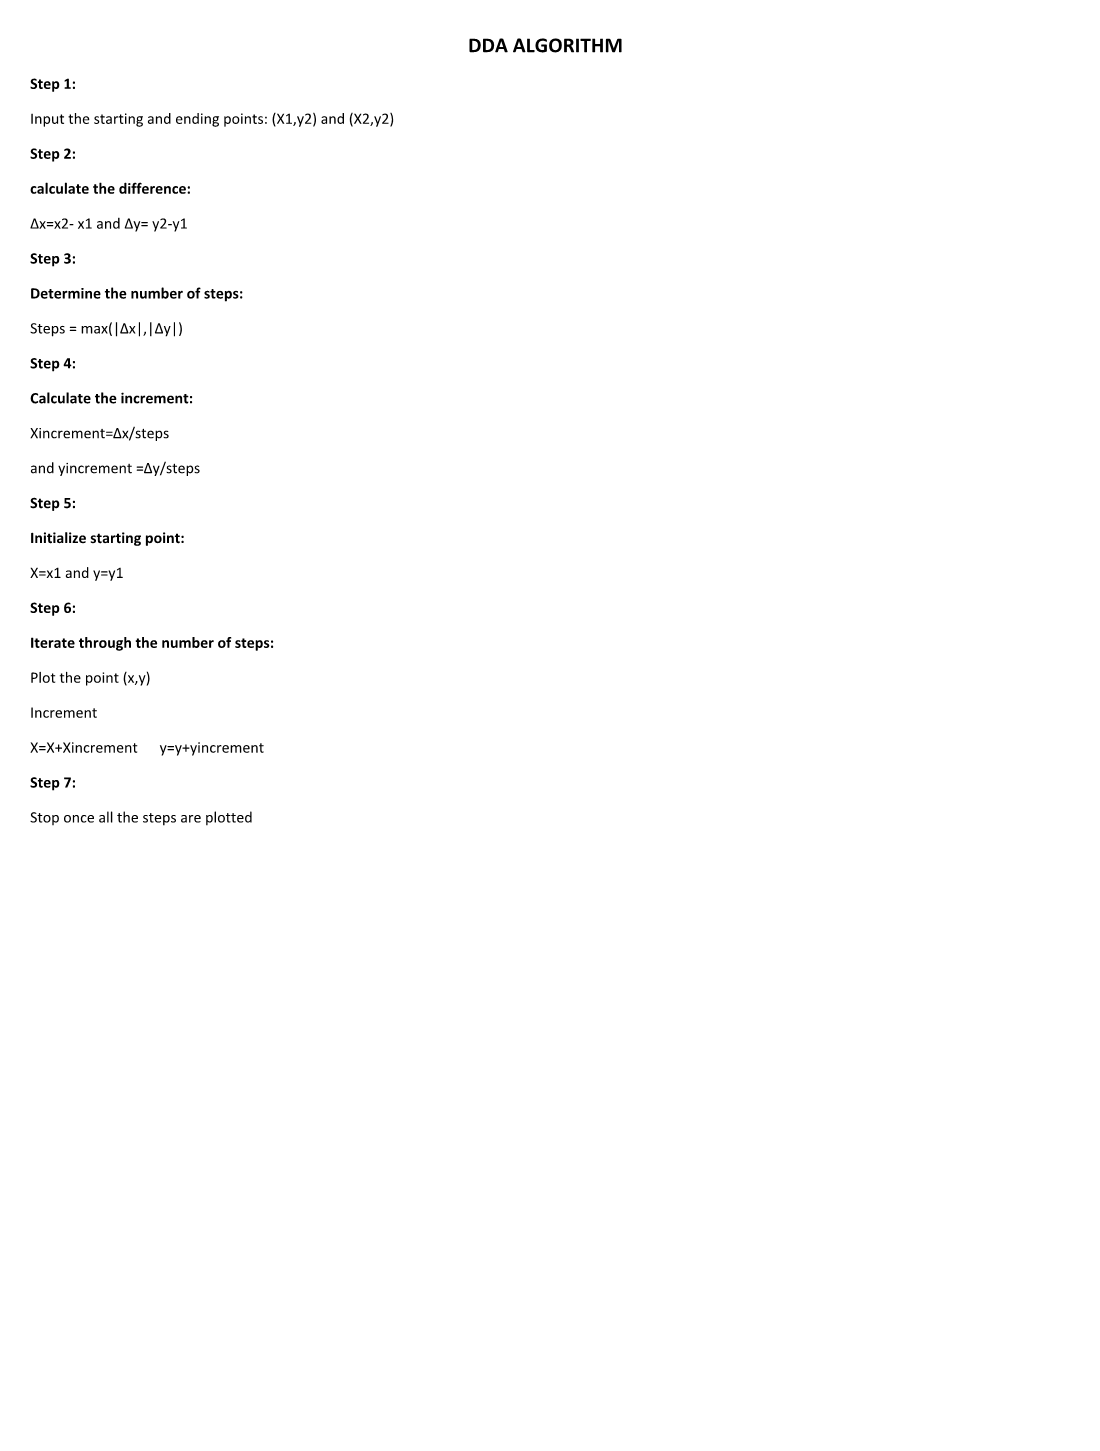 DDA ALGORITHM
Step 1:
Input the starting and ending points: (X1,y2) and (X2,y2)
Step 2:
calculate the difference:
Δx=x2- x1 and Δy= y2-y1
Step 3:
Determine the number of steps:
Steps = max(|Δx|,|Δy|)
Step 4:
Calculate the increment:
Xincrement=Δx/steps
and yincrement =Δy/steps
Step 5:
Initialize starting point:
X=x1 and y=y1
Step 6:
Iterate through the number of steps:
Plot the point (x,y)
Increment
X=X+Xincrement y=y+yincrement
Step 7:
Stop once all the steps are plotted